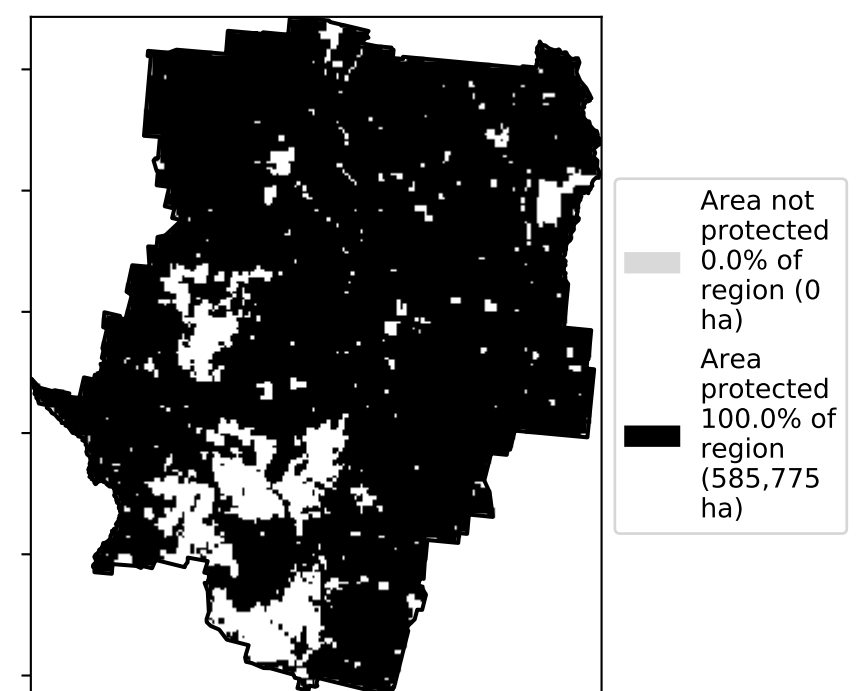 Area not
protected
0.0% of
region (0
ha)
Area
protected
100.0% of
region
(585,775
ha)